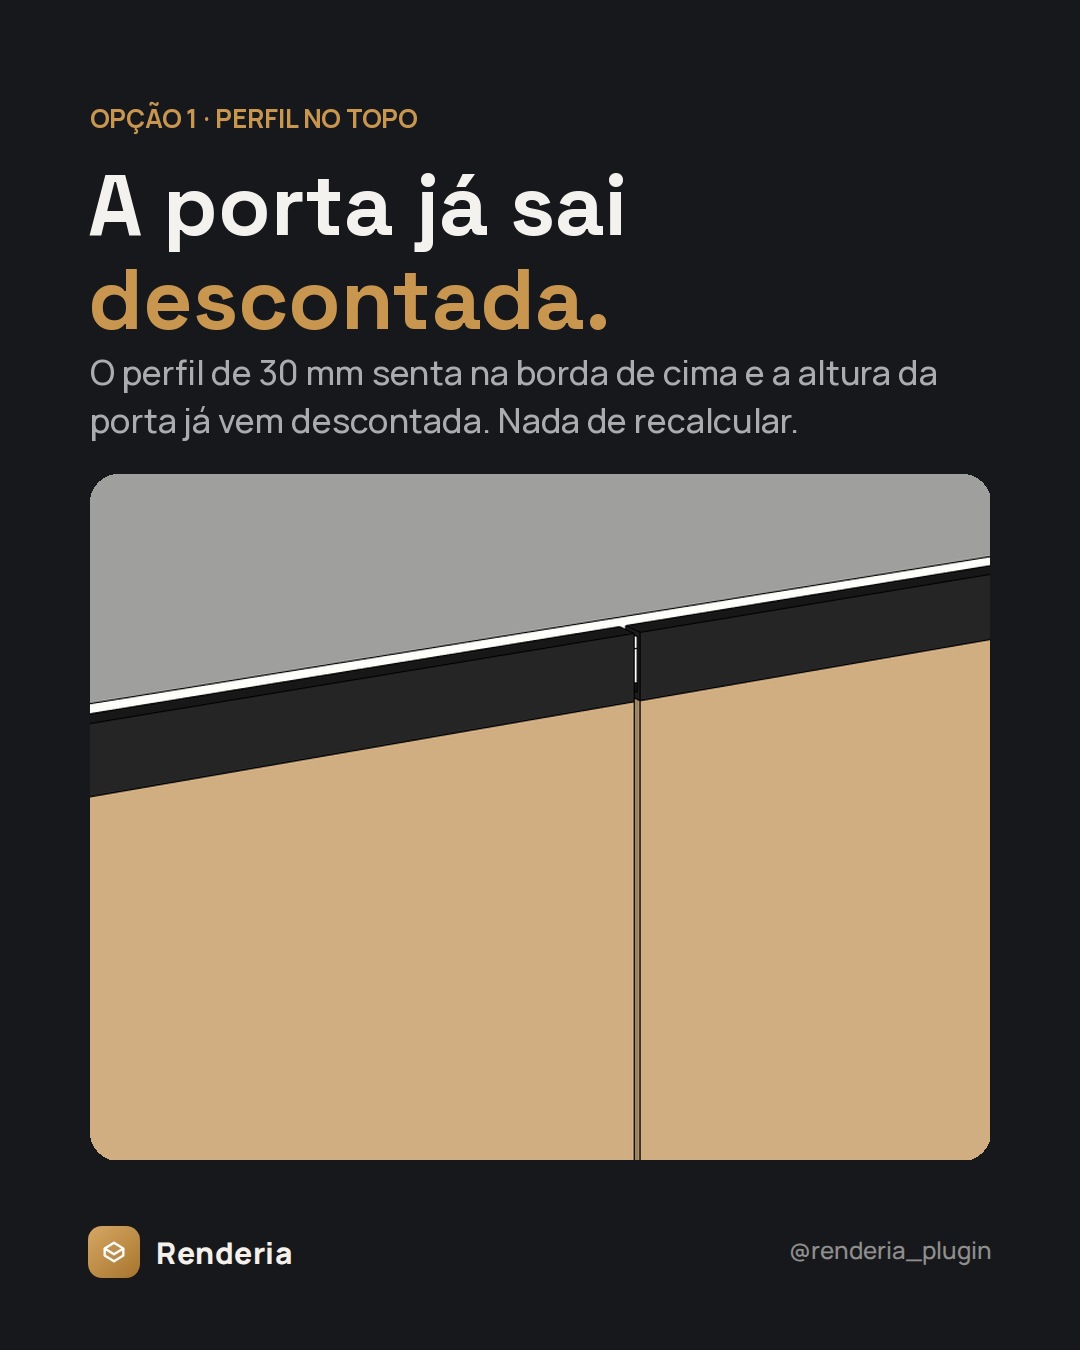 OPÇÃO 1 · PERFIL NO TOPO
A porta já sai
descontada.
O perfil de 30 mm senta na borda de cima e a altura da
porta já vem descontada. Nada de recalcular.
Renderia
@renderia_plugin